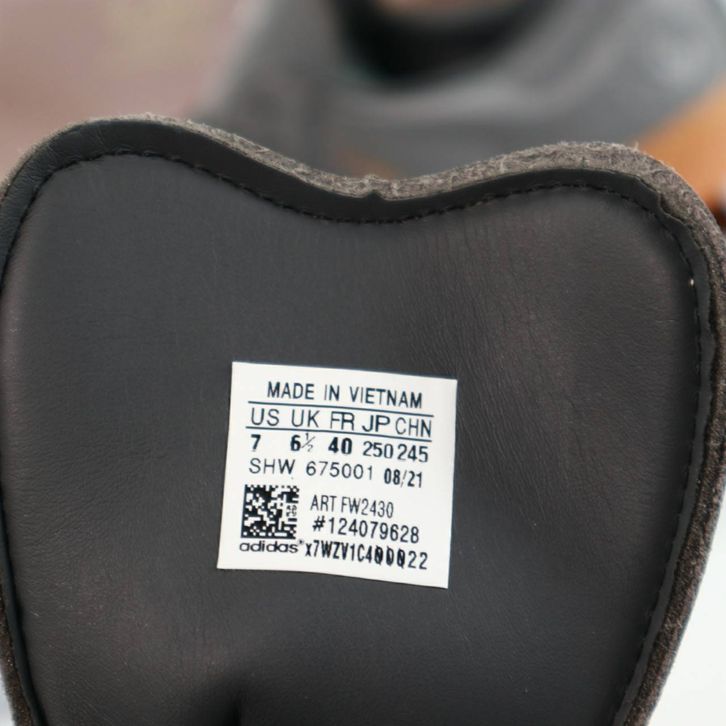 MADE IN VIETNAM
US UK FR JP CHN
7 6½ 40 250 245
SHW 675001 08/21
ART FW2430
#124079628
adidas® x7WZV1C4QQQ22